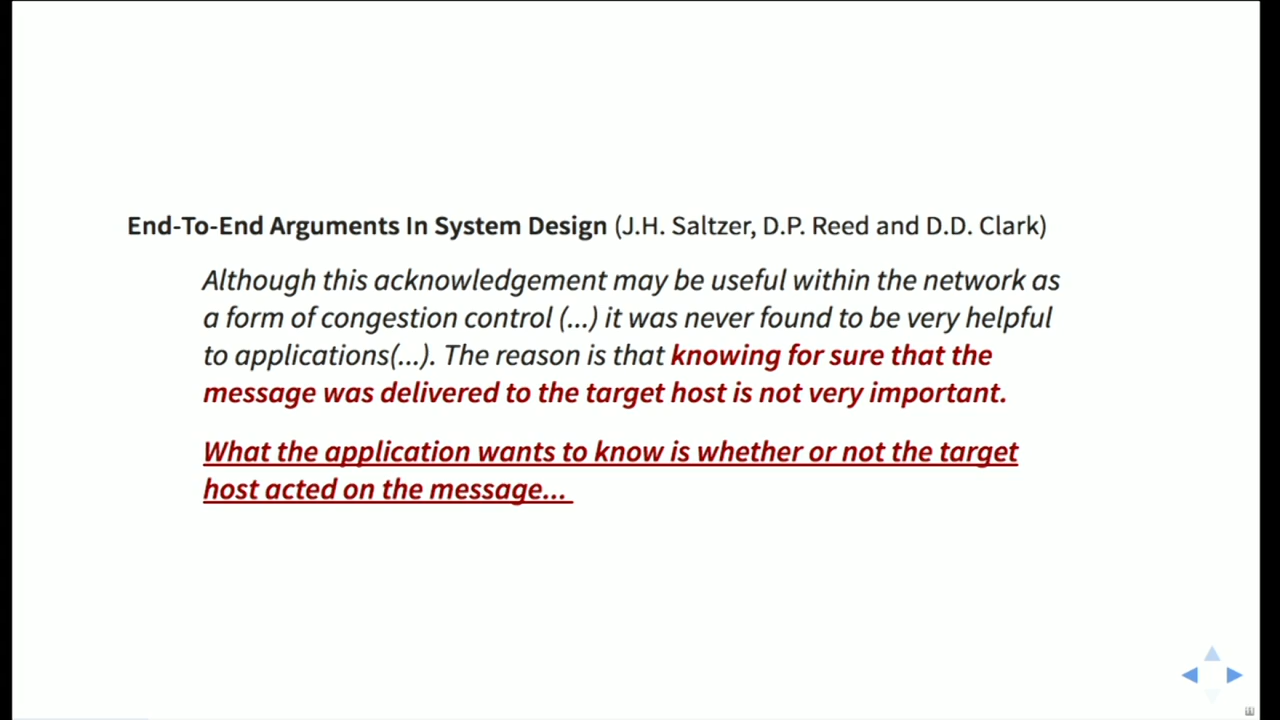 End-To-End Arguments In System Design (J.H. Saltzer, D.P. Reed and D.D. Clark)
Although this acknowledgement may be useful within the network as
a form of congestion control (...) it was never found to be very helpful
to applications(...). The reason is that knowing for sure that the
message was delivered to the target host is not very important.
What the application wants to know is whether or not the target
host acted on the message...